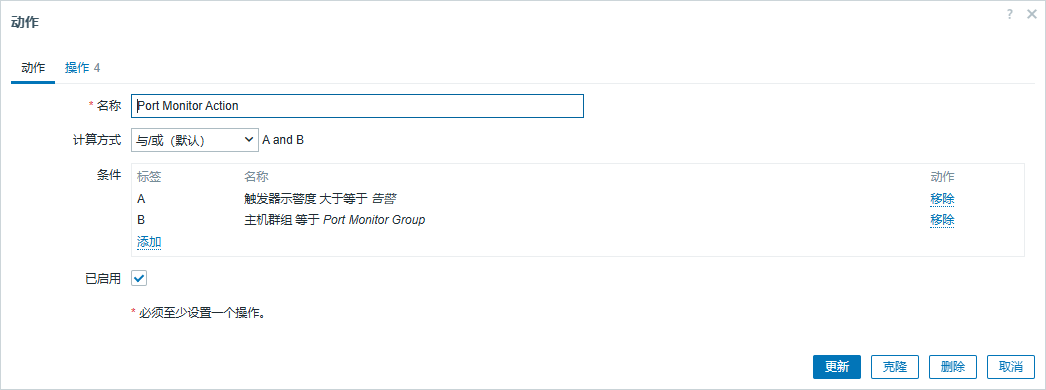 动作
?
动作 操作 4
* 名称 Port Monitor Action
计算方式 与/或（默认） A and B
条件 标签 名称 动作
A 触发器示警度 大于等于 告警 移除
B 主机群组 等于 Port Monitor Group 移除
添加
已启用
* 必须至少设置一个操作。
更新 克隆 删除 取消